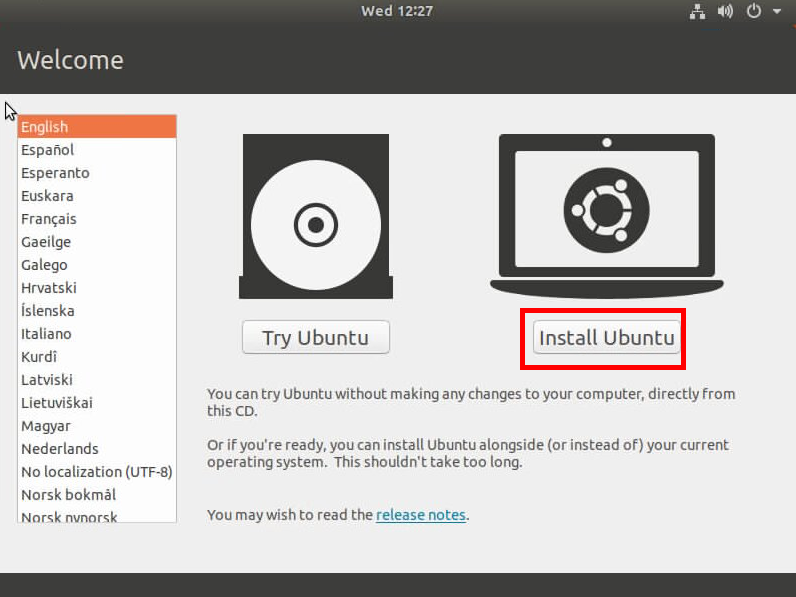 Wed 12:27
Welcome
English
Español
Esperanto
Euskara
Français
Gaeilge
Galego
Hrvatski
Íslenska
Italiano
Kurdî
Latviski
Lietuviškai
Magyar
Nederlands
No localization (UTF-8)
Norsk bokmål
Norsk nynorsk
Try Ubuntu
Install Ubuntu
You can try Ubuntu without making any changes to your computer, directly from
this CD.
Or if you're ready, you can install Ubuntu alongside (or instead of) your current
operating system. This shouldn't take too long.
You may wish to read the release notes.